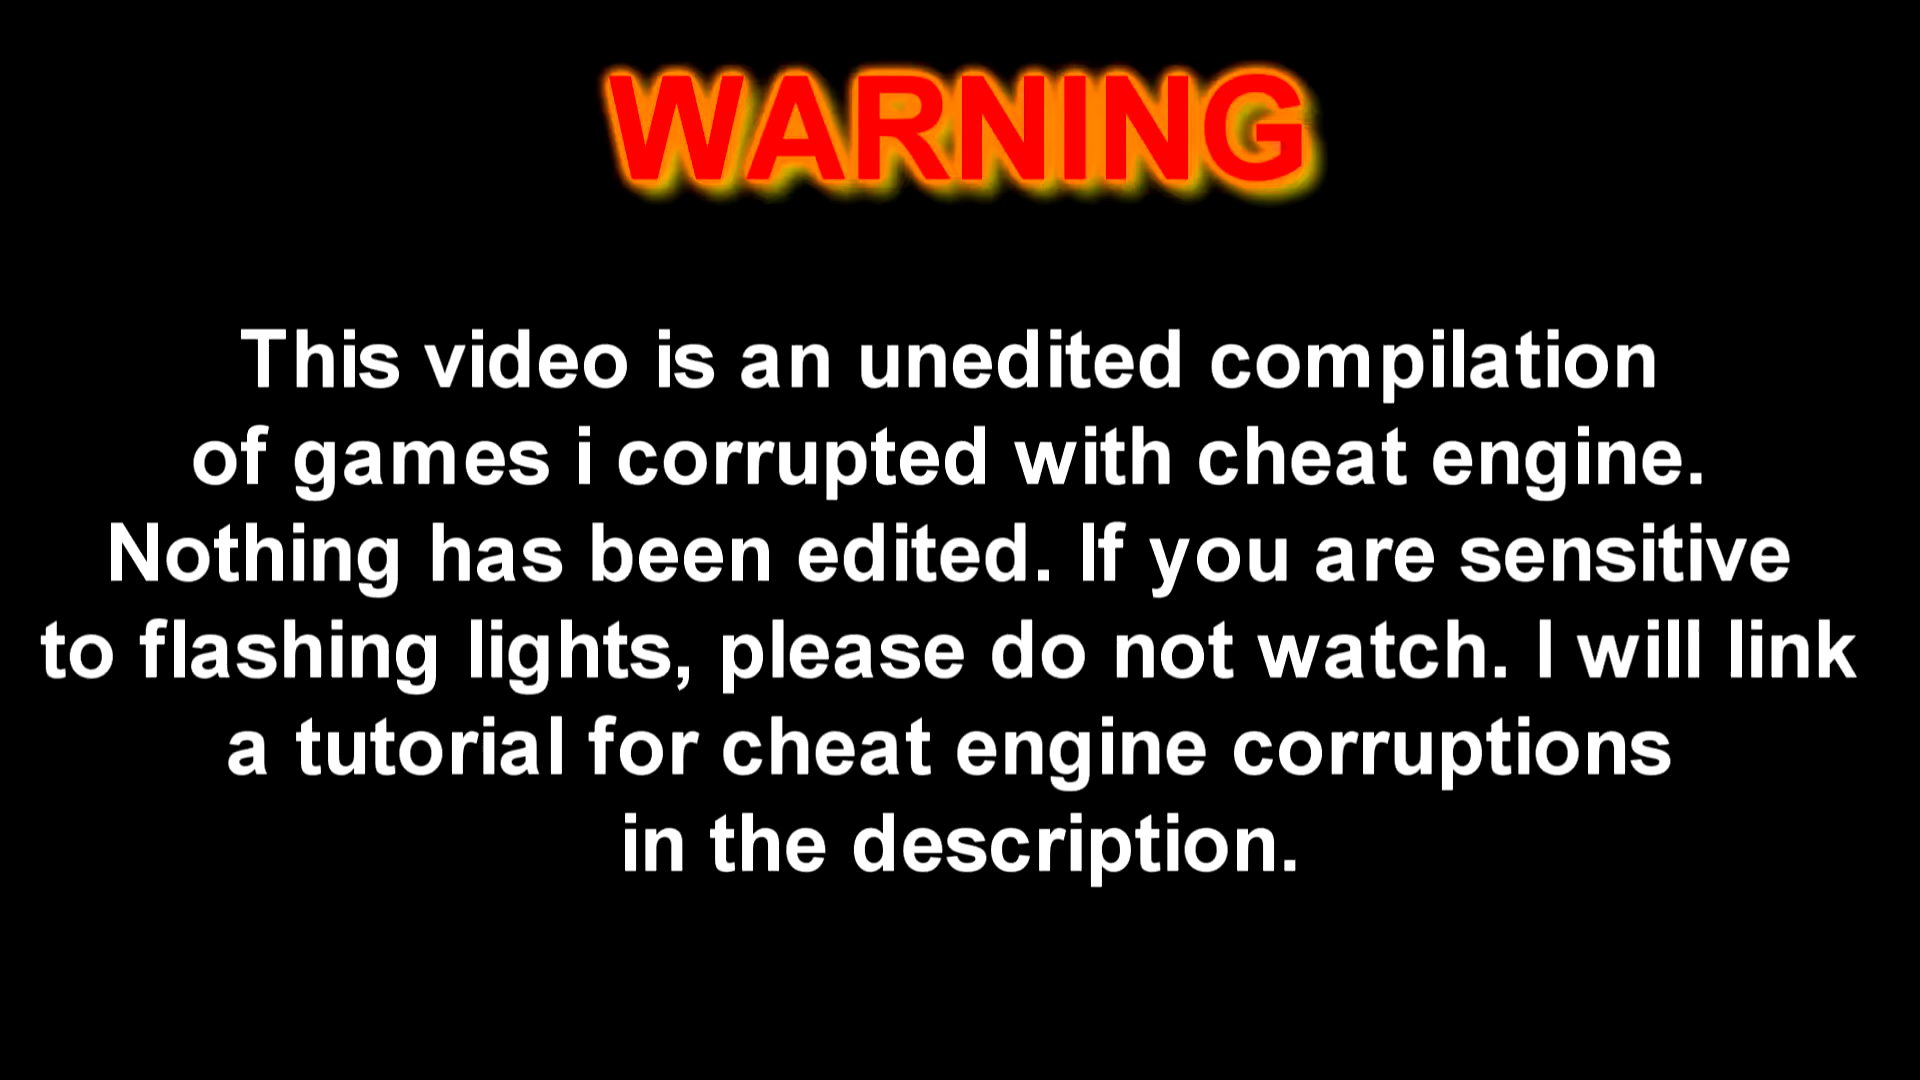 WARNING
This video is an unedited compilation
of games i corrupted with cheat engine.
Nothing has been edited. If you are sensitive
to flashing lights, please do not watch. I will link
a tutorial for cheat engine corruptions
in the description.